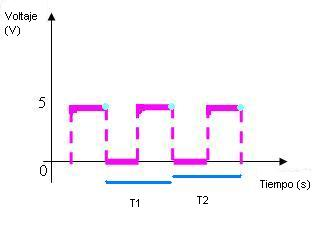 Voltaje
(V)
5
0
Tiempo (s)
T1
T2